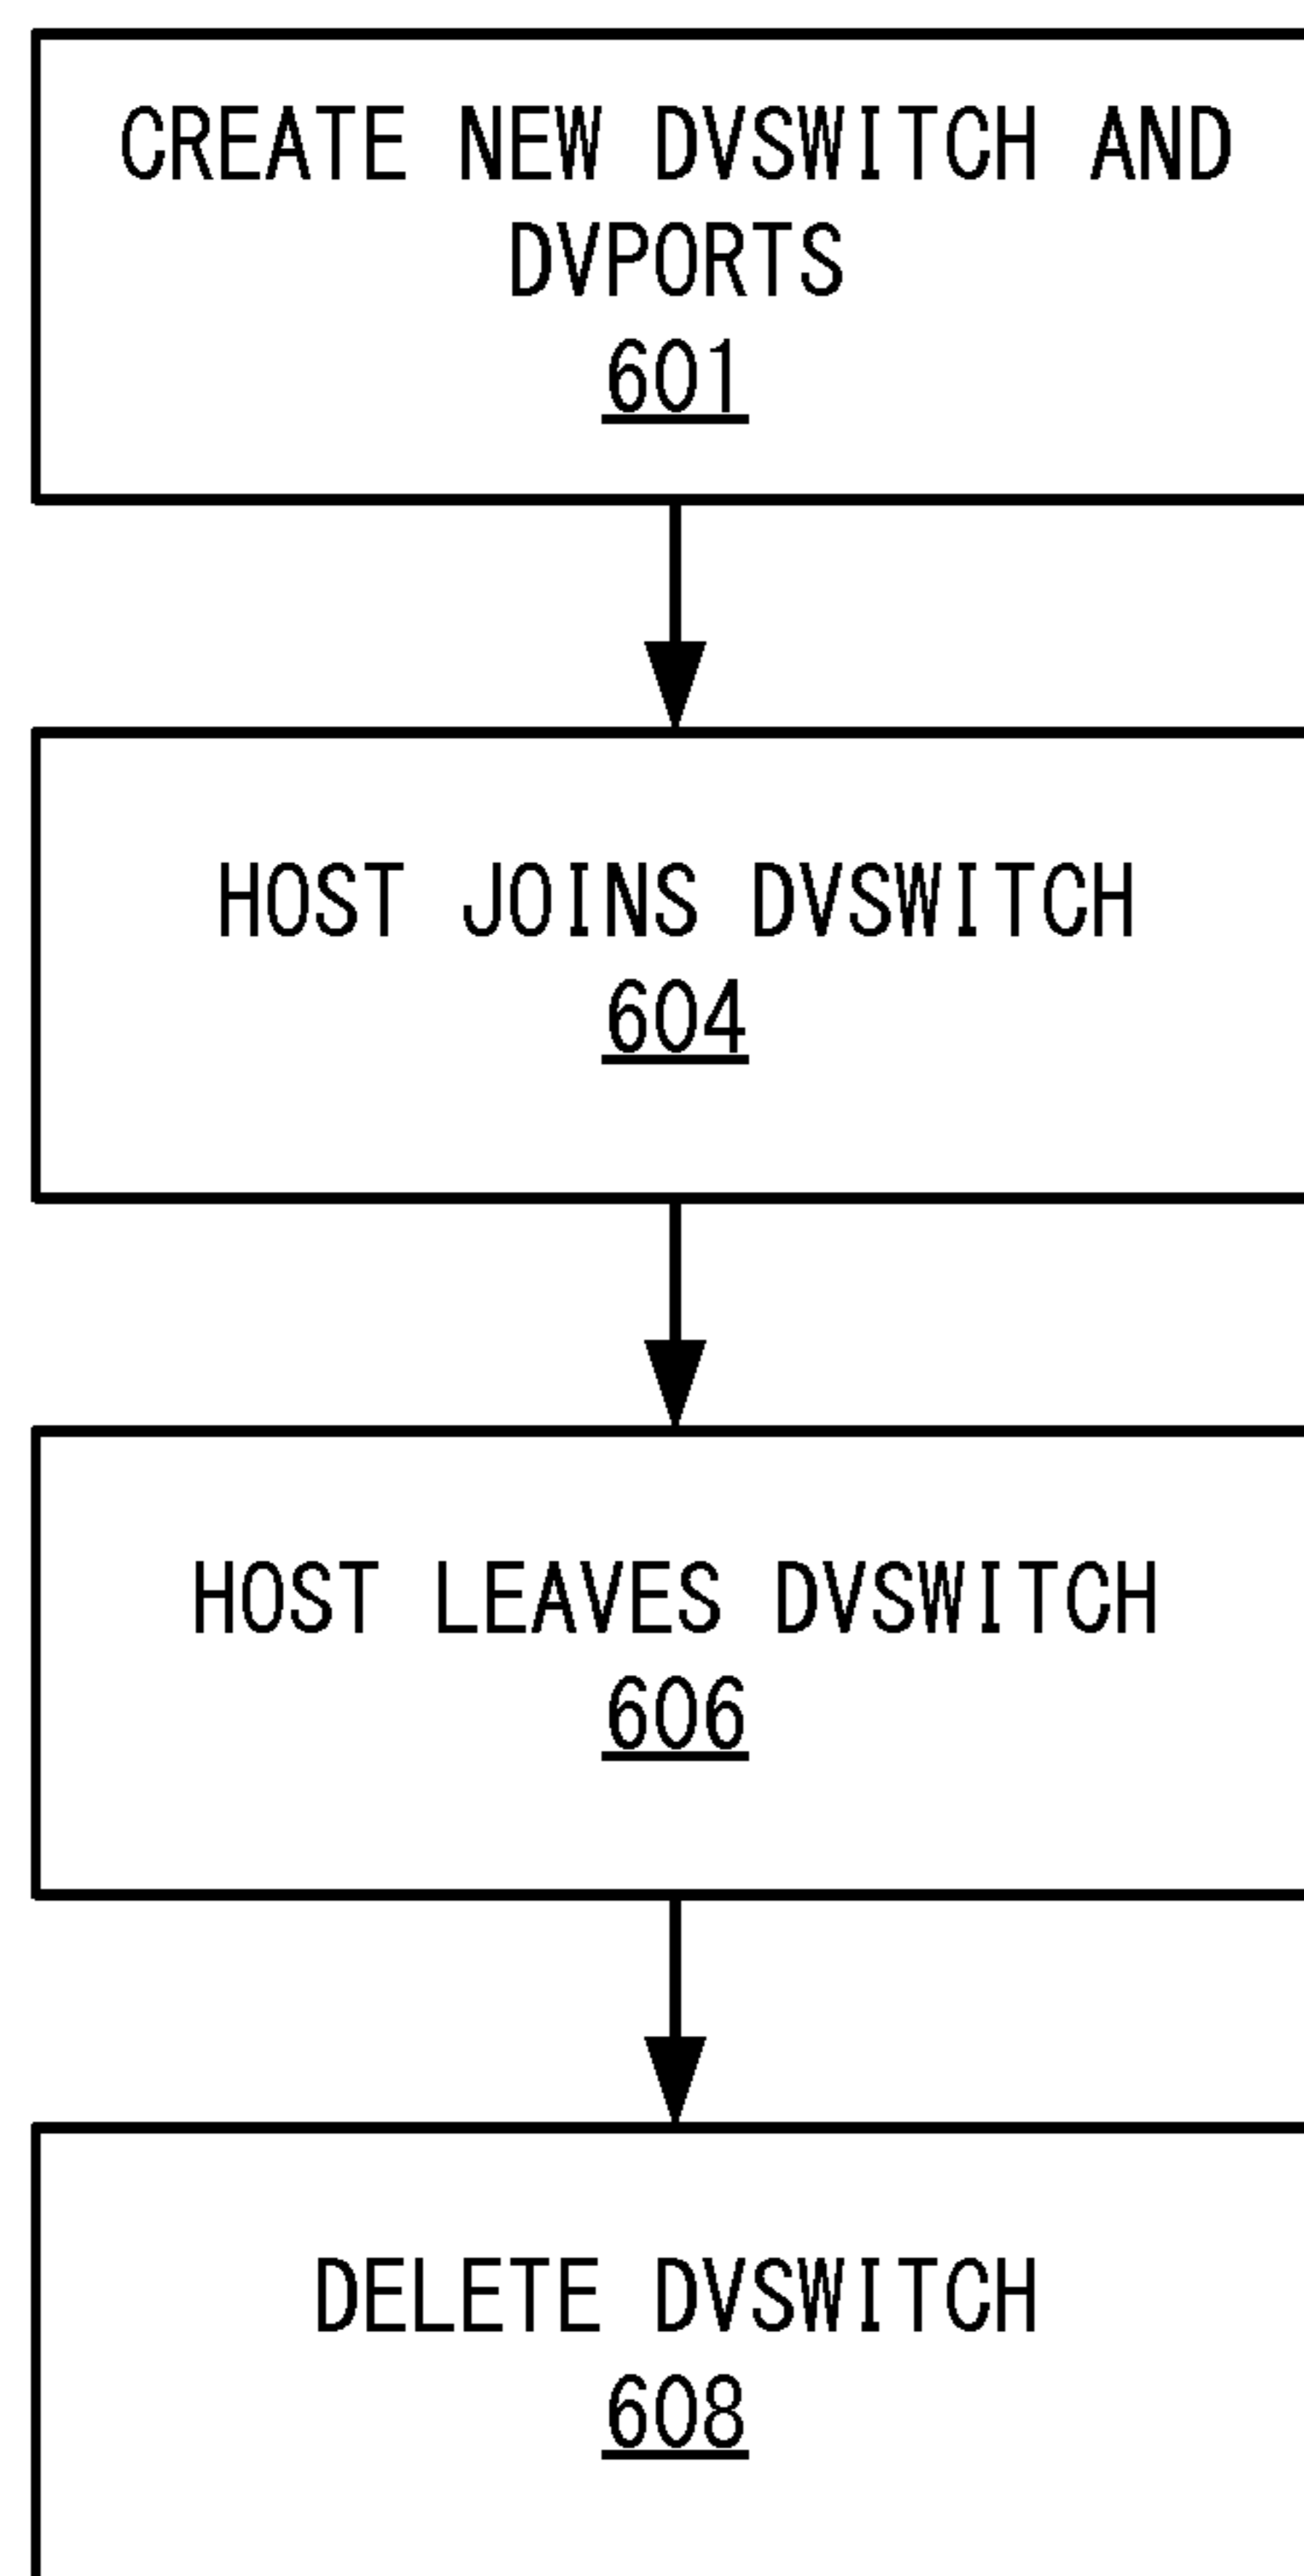 CREATE NEW DVSWITCH AND
DVPORTS
601
HOST JOINS DVSWITCH
604
HOST LEAVES DVSWITCH
606
DELETE DVSWITCH
608